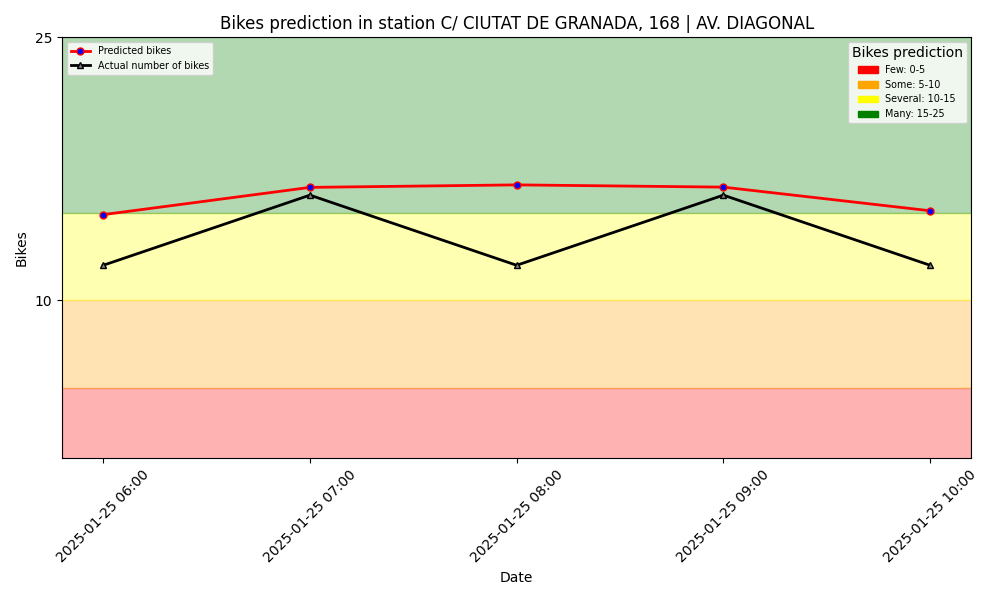 Bikes prediction in station C/ CIUTAT DE GRANADA, 168 | AV. DIAGONAL
25
10
Bikes
Predicted bikes
Actual number of bikes
Bikes prediction
Few: 0-5
Some: 5-10
Several: 10-15
Many: 15-25
2025-01-25 06:00
2025-01-25 07:00
2025-01-25 08:00
2025-01-25 09:00
2025-01-25 10:00
Date